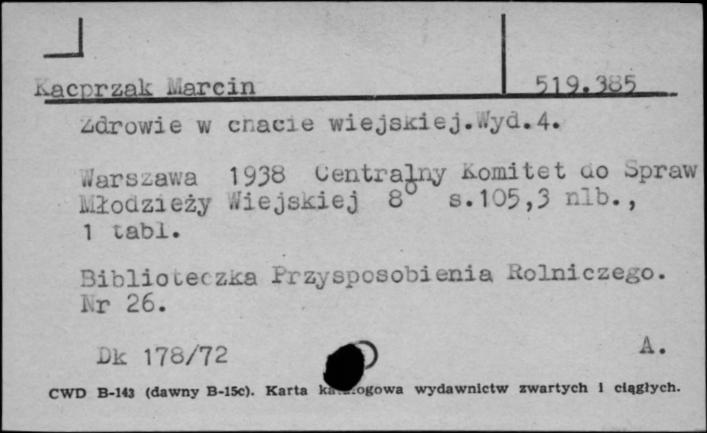 Kacprzak Marcin 519.385
Zdrowie w chacie wiejskiej.Wyd.4.
Warszawa 1938 Centralny Komitet do Spraw
Młodzieży Wiejskiej 8° s.105,3 nlb.,
1 tabl.
Biblioteczka Przysposobienia Rolniczego.
Nr 26.
Dk 178/72 A.
CWD B-143 (dawny B-15c). Karta katalogowa wydawnictw zwartych i ciągłych.